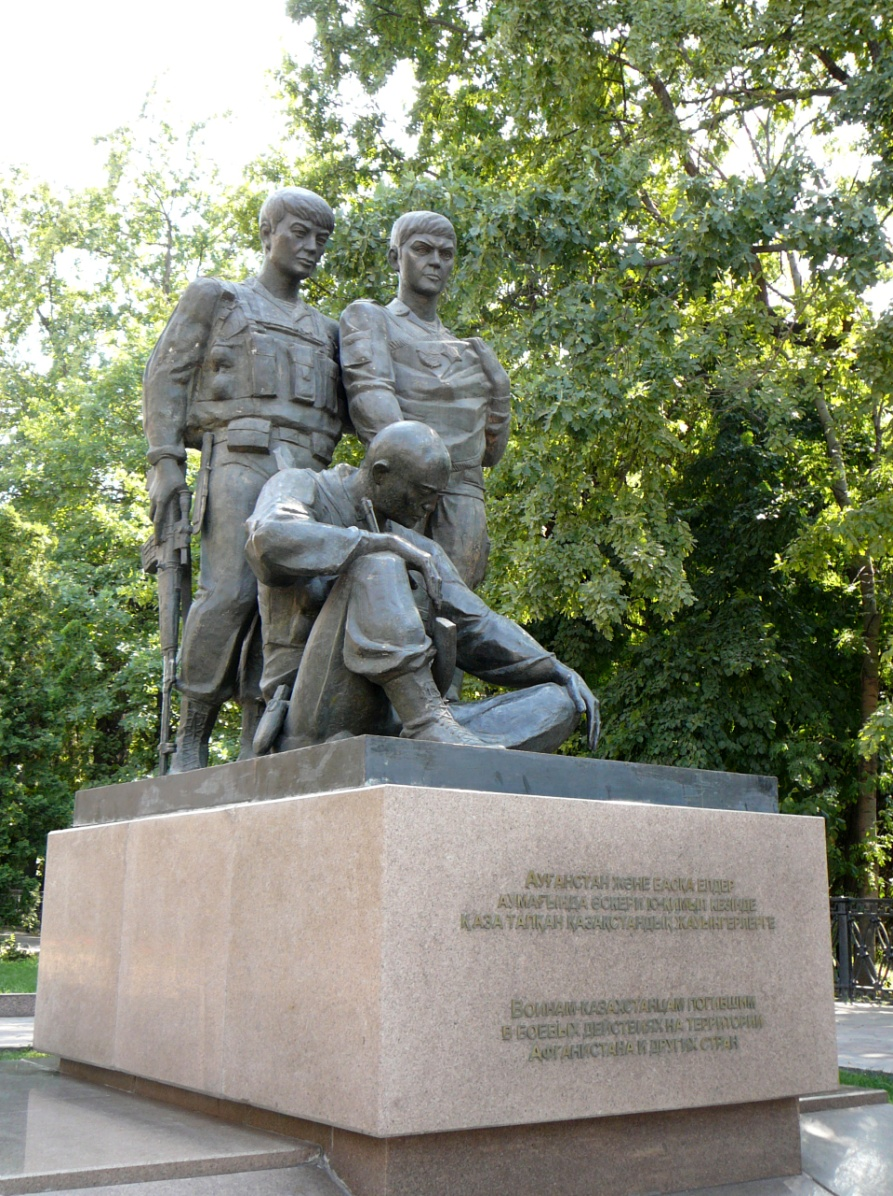 АУҒАНСТАН ЖӘНЕ БАСҚА ЕЛДЕР
АУМАҒЫНДА ӘСКЕРИ ІС-ҚИМЫЛ КЕЗІНДЕ
ҚАЗА ТАПҚАН ҚАЗАҚСТАНДЫҚ ЖАУЫНГЕРЛЕРГЕ
ВОИНАМ-КАЗАХСТАНЦАМ ПОГИБШИМ
В БОЕВЫХ ДЕЙСТВИЯХ НА ТЕРРИТОРИИ
АФГАНИСТАНА И ДРУГИХ СТРАН